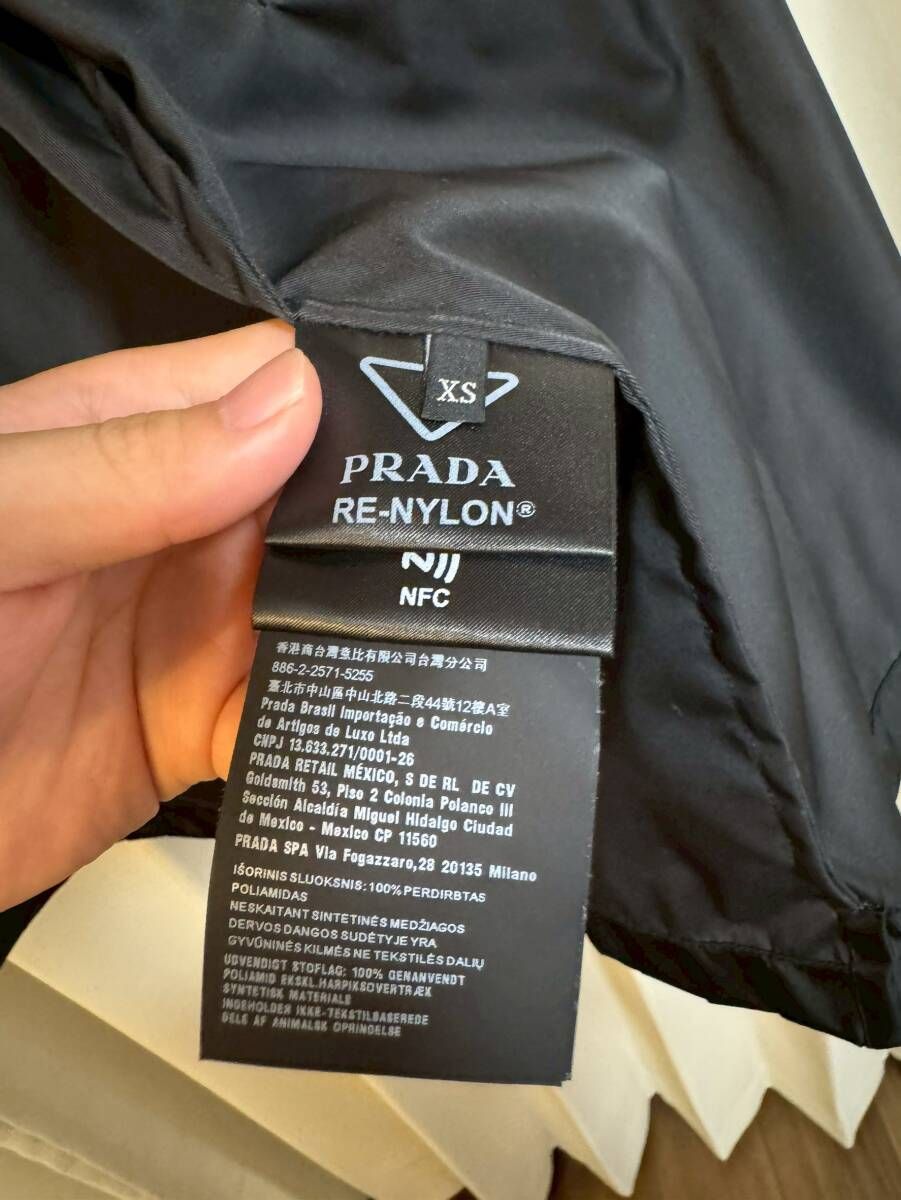 XS
PRADA
RE-NYLON®
NFC
香港商台灣普比有限公司台灣分公司
886-2-2571-5255
臺北市中山區中山北路二段44號12樓A室
Prada Brasil Importação e Comércio
de Artigos de Luxo Ltda
CNPJ 13.633.271/0001-26
PRADA RETAIL MÉXICO, S DE RL DE CV
Goldsmith 53, Piso 2 Colonia Polanco III
Sección Alcaldía Miguel Hidalgo Ciudad
de Mexico - Mexico CP 11560
PRADA SPA Via Fogazzaro,28 20135 Milano
IŠORINIS SLUOKSNIS: 100% PERDIRBTAS
POLIAMIDAS
NESKAITANT SINTETINĖS MEDŽIAGOS
DERVOS DANGOS SUDĖTYJE YRA
GYVŪNINĖS KILMĖS NE TEKSTILĖS DALIŲ
UDVENDIGT STOFLAG: 100% GENANVENDT
POLIAMID EKSKL.HARPIKSOVERTRÆK
SYNTETISK MATERIALE
INDEHOLDER IKKE-TEKSTILBASEREDE
DELE AF ANIMALSK OPRINDELSE